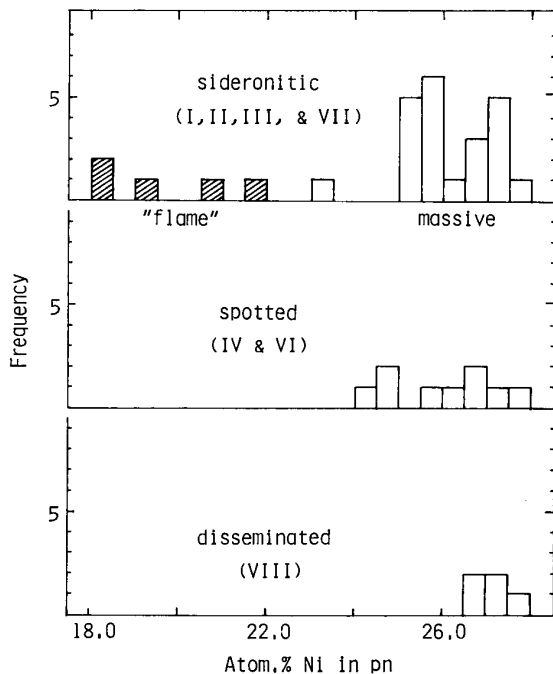 sideronitic
(I,II,III, & VII)
5
"flame"
massive
Frequency
spotted
(IV & VI)
5
disseminated
(VIII)
5
18.0 22.0 26.0
Atom.% Ni in pn